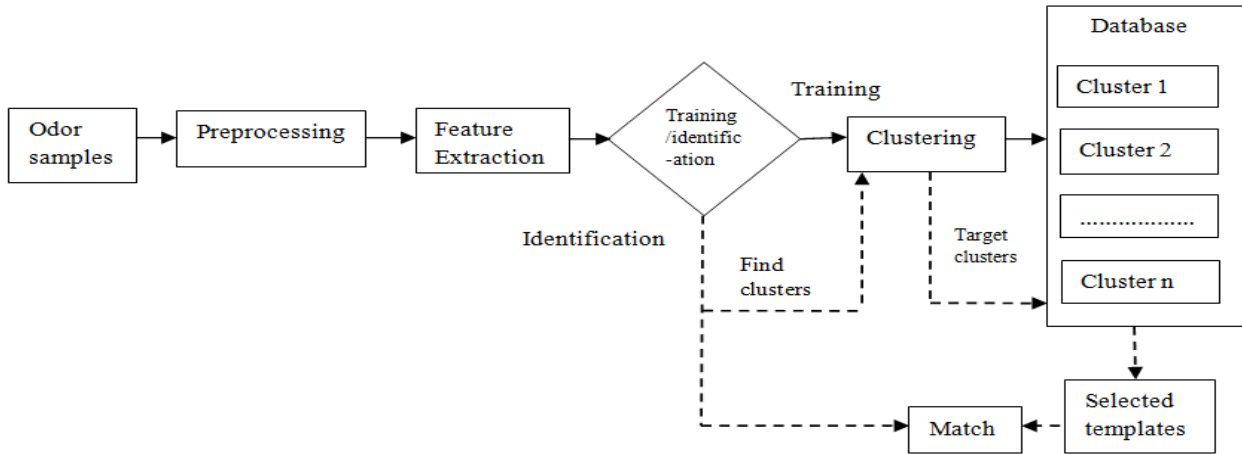 Database
Cluster 1
Cluster 2
...................
Cluster n
Odor
samples
Preprocessing
Feature
Extraction
Training
/identific
-ation
Training
Clustering
Identification
Find
clusters
Target
clusters
Match
Selected
templates